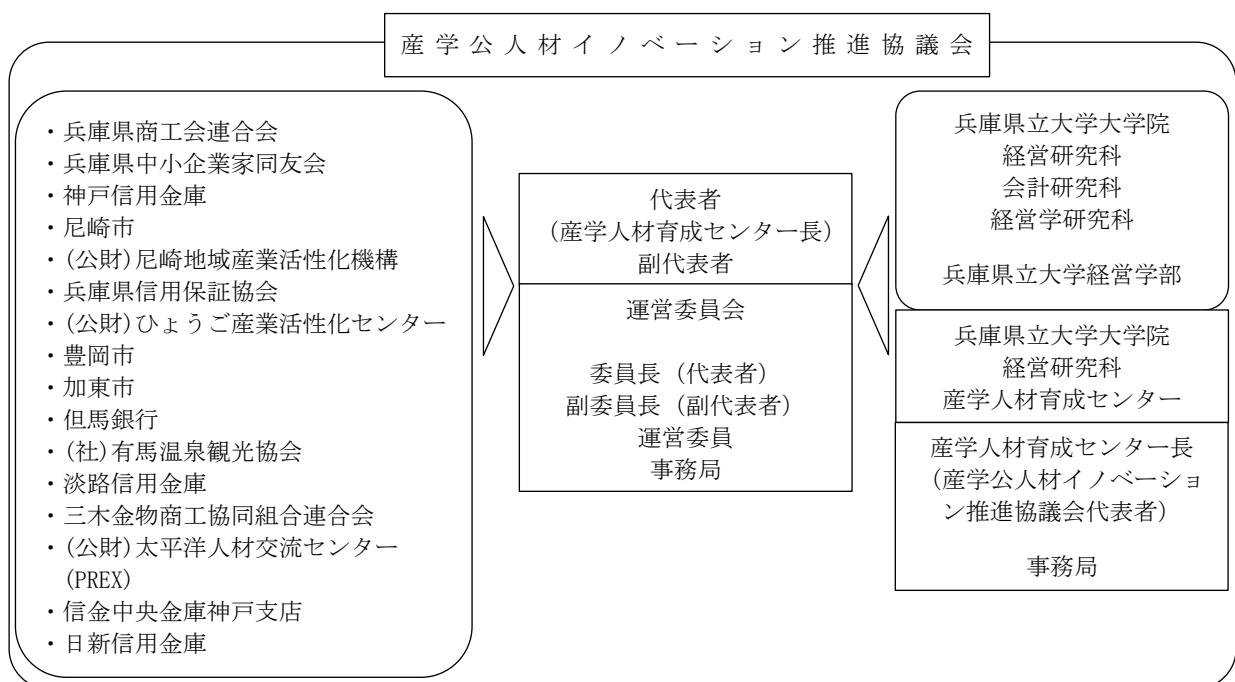 産学公人材イノベーション推進協議会
・兵庫県商工会連合会
・兵庫県中小企業家同友会
・神戸信用金庫
・尼崎市
・(公財)尼崎地域産業活性化機構
・兵庫県信用保証協会
・(公財)ひょうご産業活性化センター
・豊岡市
・加東市
・但馬銀行
・(社)有馬温泉観光協会
・淡路信用金庫
・三木金物商工協同組合連合会
・(公財)太平洋人材交流センター
(PREX)
・信金中央金庫神戸支店
・日新信用金庫
代表者
(産学人材育成センター長)
副代表者
運営委員会
委員長（代表者）
副委員長（副代表者）
運営委員
事務局
兵庫県立大学大学院
経営研究科
会計研究科
経営学研究科
兵庫県立大学経営学部
兵庫県立大学大学院
経営研究科
産学人材育成センター
産学人材育成センター長
（産学公人材イノベーショ
ン推進協議会代表者）
事務局